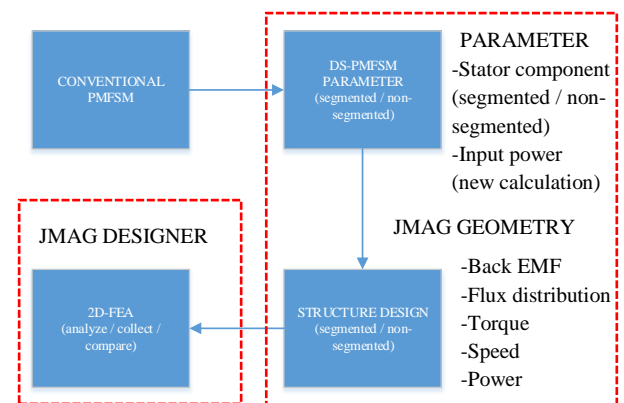 CONVENTIONAL
PMFSM
DS-PMFSM
PARAMETER
(segmented / non-
segmented)
PARAMETER
-Stator component
(segmented / non-
segmented)
-Input power
(new calculation)
JMAG DESIGNER
2D-FEA
(analyze / collect /
compare)
JMAG GEOMETRY
STRUCTURE DESIGN
(segmented / non-
segmented)
-Back EMF
-Flux distribution
-Torque
-Speed
-Power